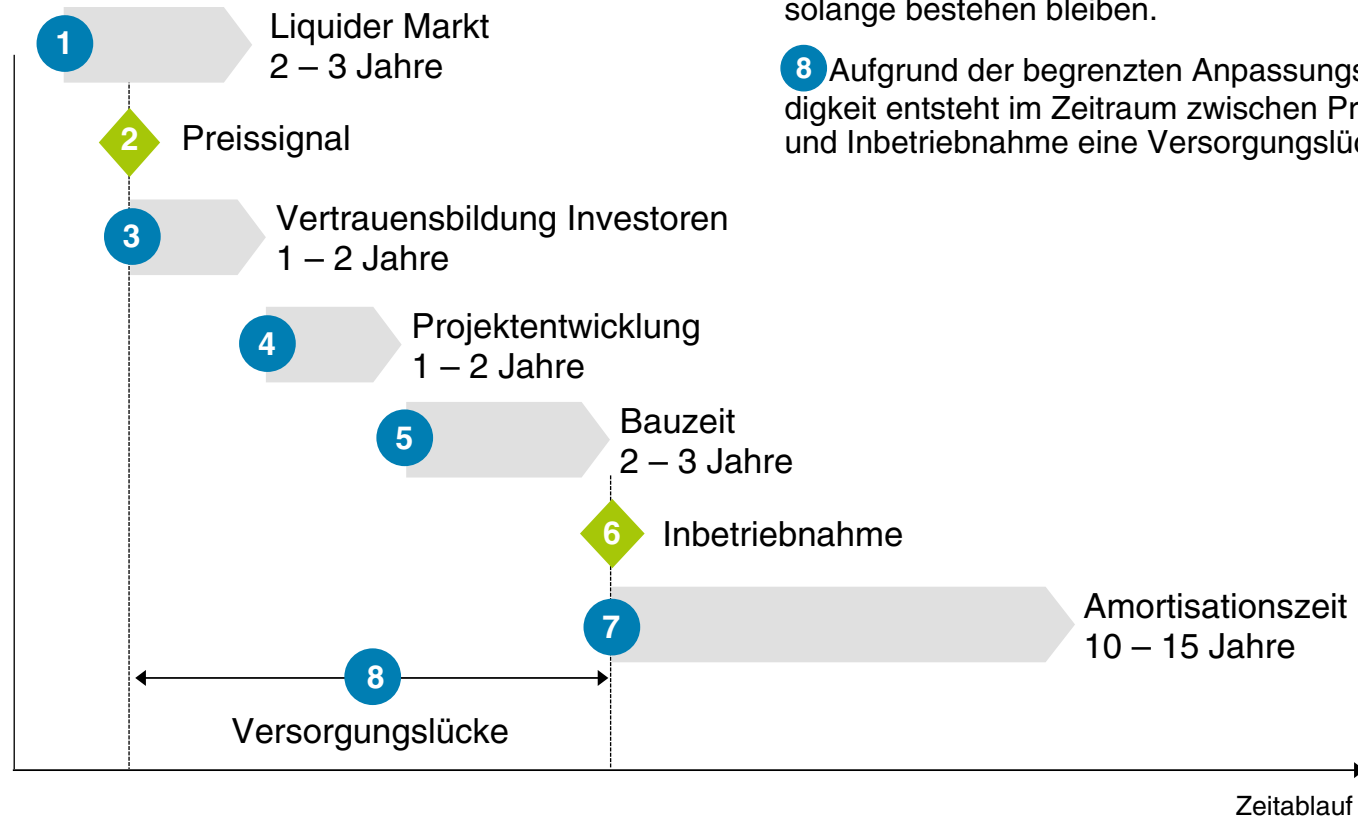 1
Liquider Markt
2 – 3 Jahre
2
Preissignal
3
Vertrauensbildung Investoren
1 – 2 Jahre
4
Projektentwicklung
1 – 2 Jahre
5
Bauzeit
2 – 3 Jahre
6
Inbetriebnahme
7
Amortisationszeit
10 – 15 Jahre
8
Versorgungslücke
Zeitablauf
solange bestehen bleiben.
8 Aufgrund der begrenzten
digkeit entsteht im Zeitraum zwischen
und Inbetriebnahme eine